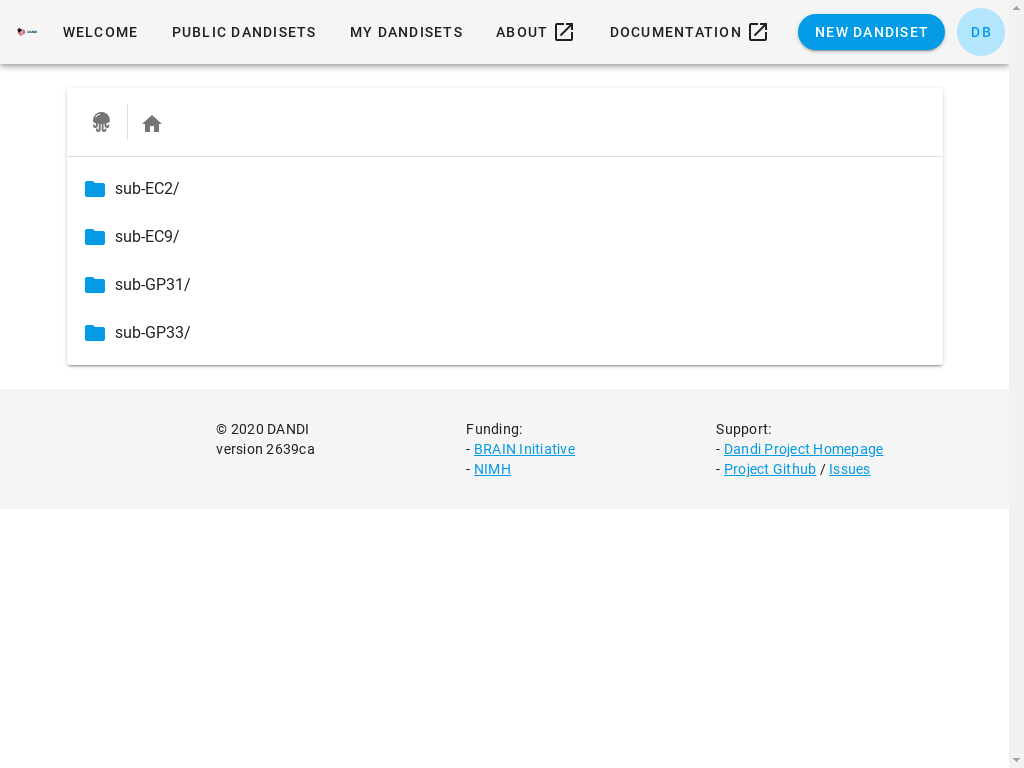 WELCOME PUBLIC DANDISETS MY DANDISETS ABOUT DOCUMENTATION NEW DANDISET DB
sub-EC2/
sub-EC9/
sub-GP31/
sub-GP33/
© 2020 DANDI
version 2639ca
Funding:
- BRAIN Initiative
- NIMH
Support:
- Dandi Project Homepage
- Project Github / Issues